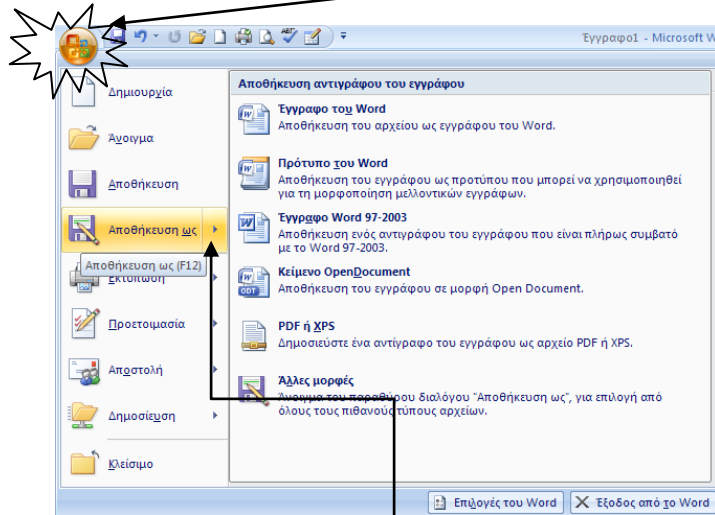 Έγγραφο1 - Microsoft W
Δημιουργία
Άνοιγμα
Αποθήκευση
Αποθήκευση ως
Αποθήκευση ως (F12)
Εκτύπωση
Προετοιμασία
Αποστολή
Δημοσίευση
Κλείσιμο
Αποθήκευση αντιγράφου του εγγράφου
Έγγραφο του Word
Αποθήκευση του αρχείου ως εγγράφου του Word.
Πρότυπο του Word
Αποθήκευση του εγγράφου ως προτύπου που μπορεί να χρησιμοποιηθεί
για τη μορφοποίηση μελλοντικών εγγράφων.
Έγγραφο Word 97-2003
Αποθήκευση ενός αντιγράφου του εγγράφου που είναι πλήρως συμβατό
με το Word 97-2003.
Κείμενο OpenDocument
Αποθήκευση του εγγράφου σε μορφή Open Document.
PDF ή XPS
Δημοσιεύστε ένα αντίγραφο του εγγράφου ως αρχείο PDF ή XPS.
Άλλες μορφές
Άνοιγμα του παραθύρου διαλόγου "Αποθήκευση ως", για επιλογή από
όλους τους πιθανούς τύπους αρχείων.
Επιλογές του Word
Έξοδος από το Word